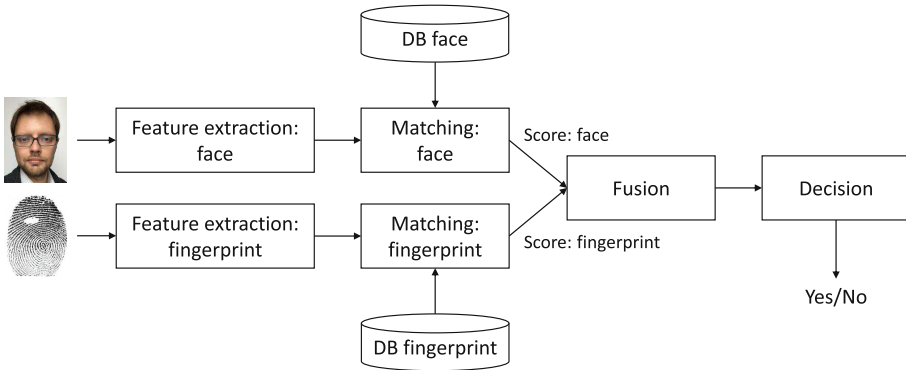 DB face
Feature extraction:
face
Matching:
face
Score: face
Fusion
Decision
Feature extraction:
fingerprint
Matching:
fingerprint
Score: fingerprint
Yes/No
DB fingerprint